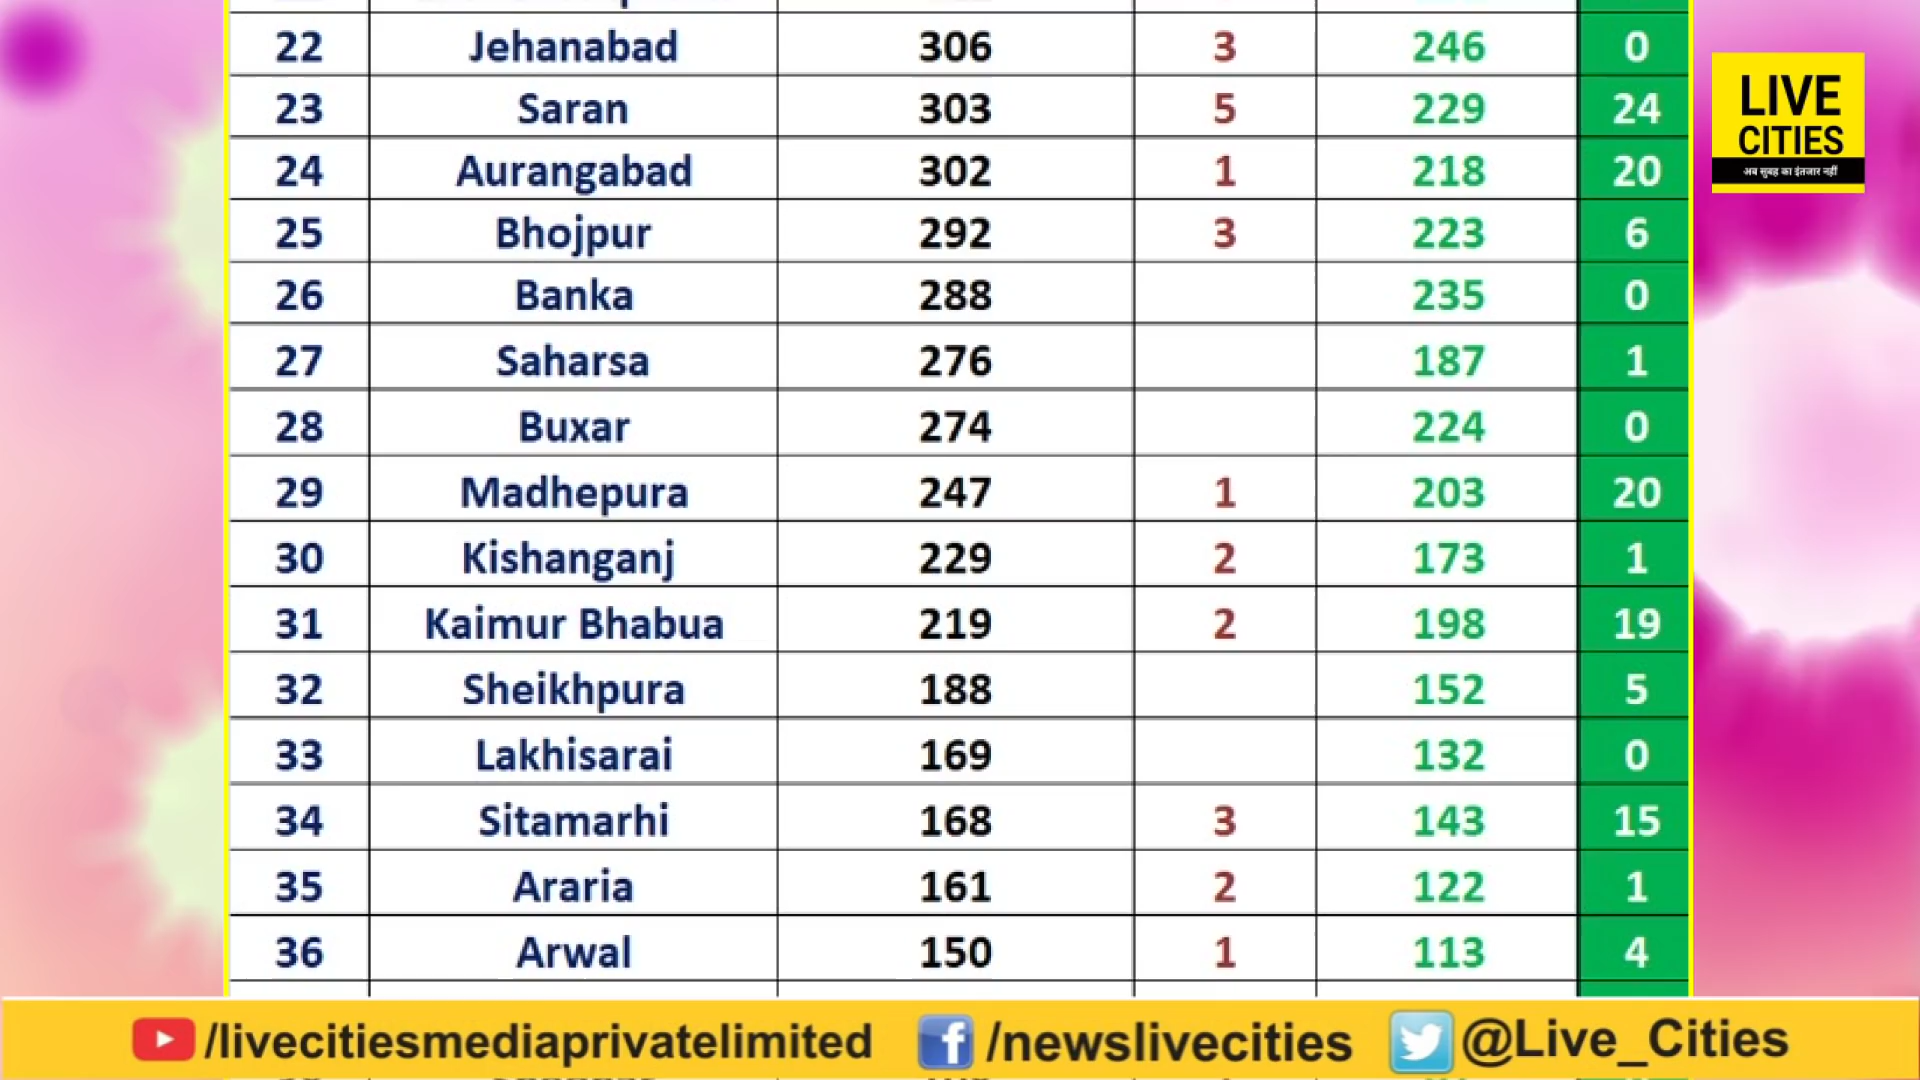 22 Jehanabad 306 3 246 0
23 Saran 303 5 229 24
24 Aurangabad 302 1 218 20
25 Bhojpur 292 3 223 6
26 Banka 288 235 0
27 Saharsa 276 187 1
28 Buxar 274 224 0
29 Madhepura 247 1 203 20
30 Kishanganj 229 2 173 1
31 Kaimur Bhabua 219 2 198 19
32 Sheikhpura 188 152 5
33 Lakhisarai 169 132 0
34 Sitamarhi 168 3 143 15
35 Araria 161 2 122 1
36 Arwal 150 1 113 4
LIVE
CITIES
अब सुबह का इंतजार नहीं
/livecitiesmediaprivatelimited /newslivecities @Live_Cities